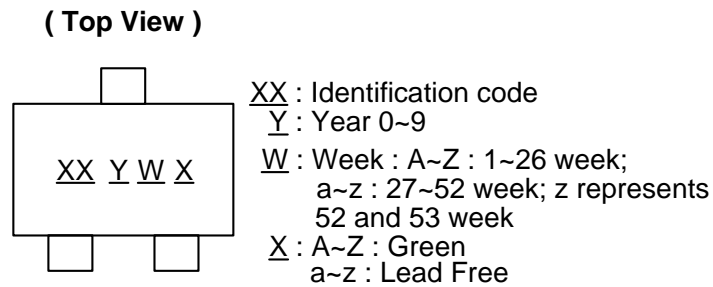 ( Top View )
XX Y W X
XX : Identification code
Y : Year 0~9
W : Week : A~Z : 1~26 week;
a~z : 27~52 week; z represents
52 and 53 week
X : A~Z : Green
a~z : Lead Free